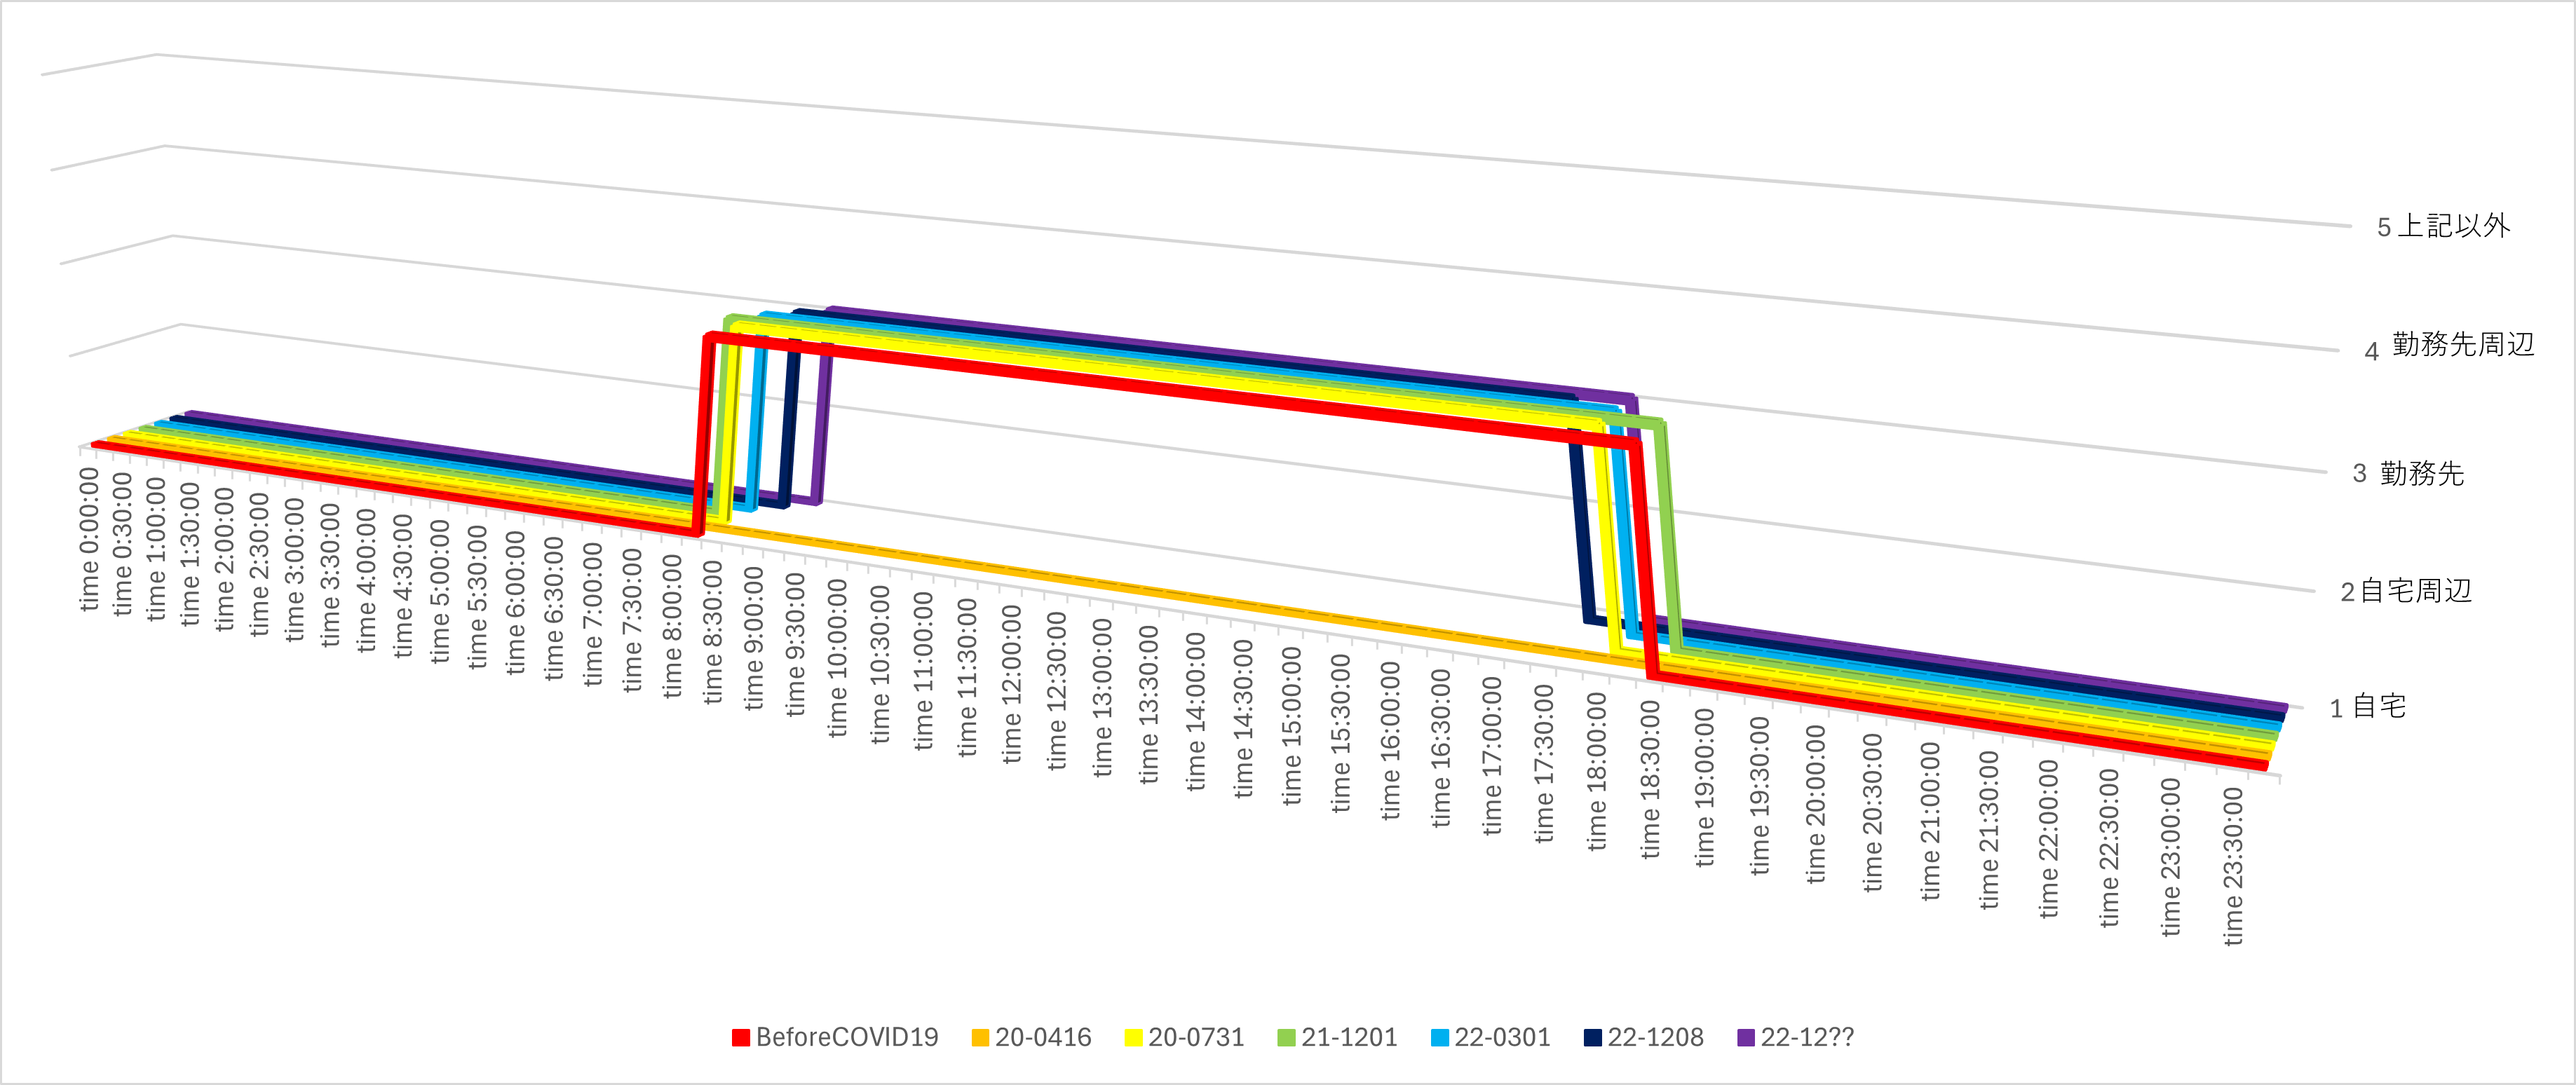 5 上記以外
4 勤務先周辺
3 勤務先
2 自宅周辺
1 自宅
time 0:00:00
time 0:30:00
time 1:00:00
time 1:30:00
time 2:00:00
time 2:30:00
time 3:00:00
time 3:30:00
time 4:00:00
time 4:30:00
time 5:00:00
time 5:30:00
time 6:00:00
time 6:30:00
time 7:00:00
time 7:30:00
time 8:00:00
time 8:30:00
time 9:00:00
time 9:30:00
time 10:00:00
time 10:30:00
time 11:00:00
time 11:30:00
time 12:00:00
time 12:30:00
time 13:00:00
time 13:30:00
time 14:00:00
time 14:30:00
time 15:00:00
time 15:30:00
time 16:00:00
time 16:30:00
time 17:00:00
time 17:30:00
time 18:00:00
time 18:30:00
time 19:00:00
time 19:30:00
time 20:00:00
time 20:30:00
time 21:00:00
time 21:30:00
time 22:00:00
time 22:30:00
time 23:00:00
time 23:30:00
BeforeCOVID19 20-0416 20-0731 21-1201 22-0301 22-1208 22-12??